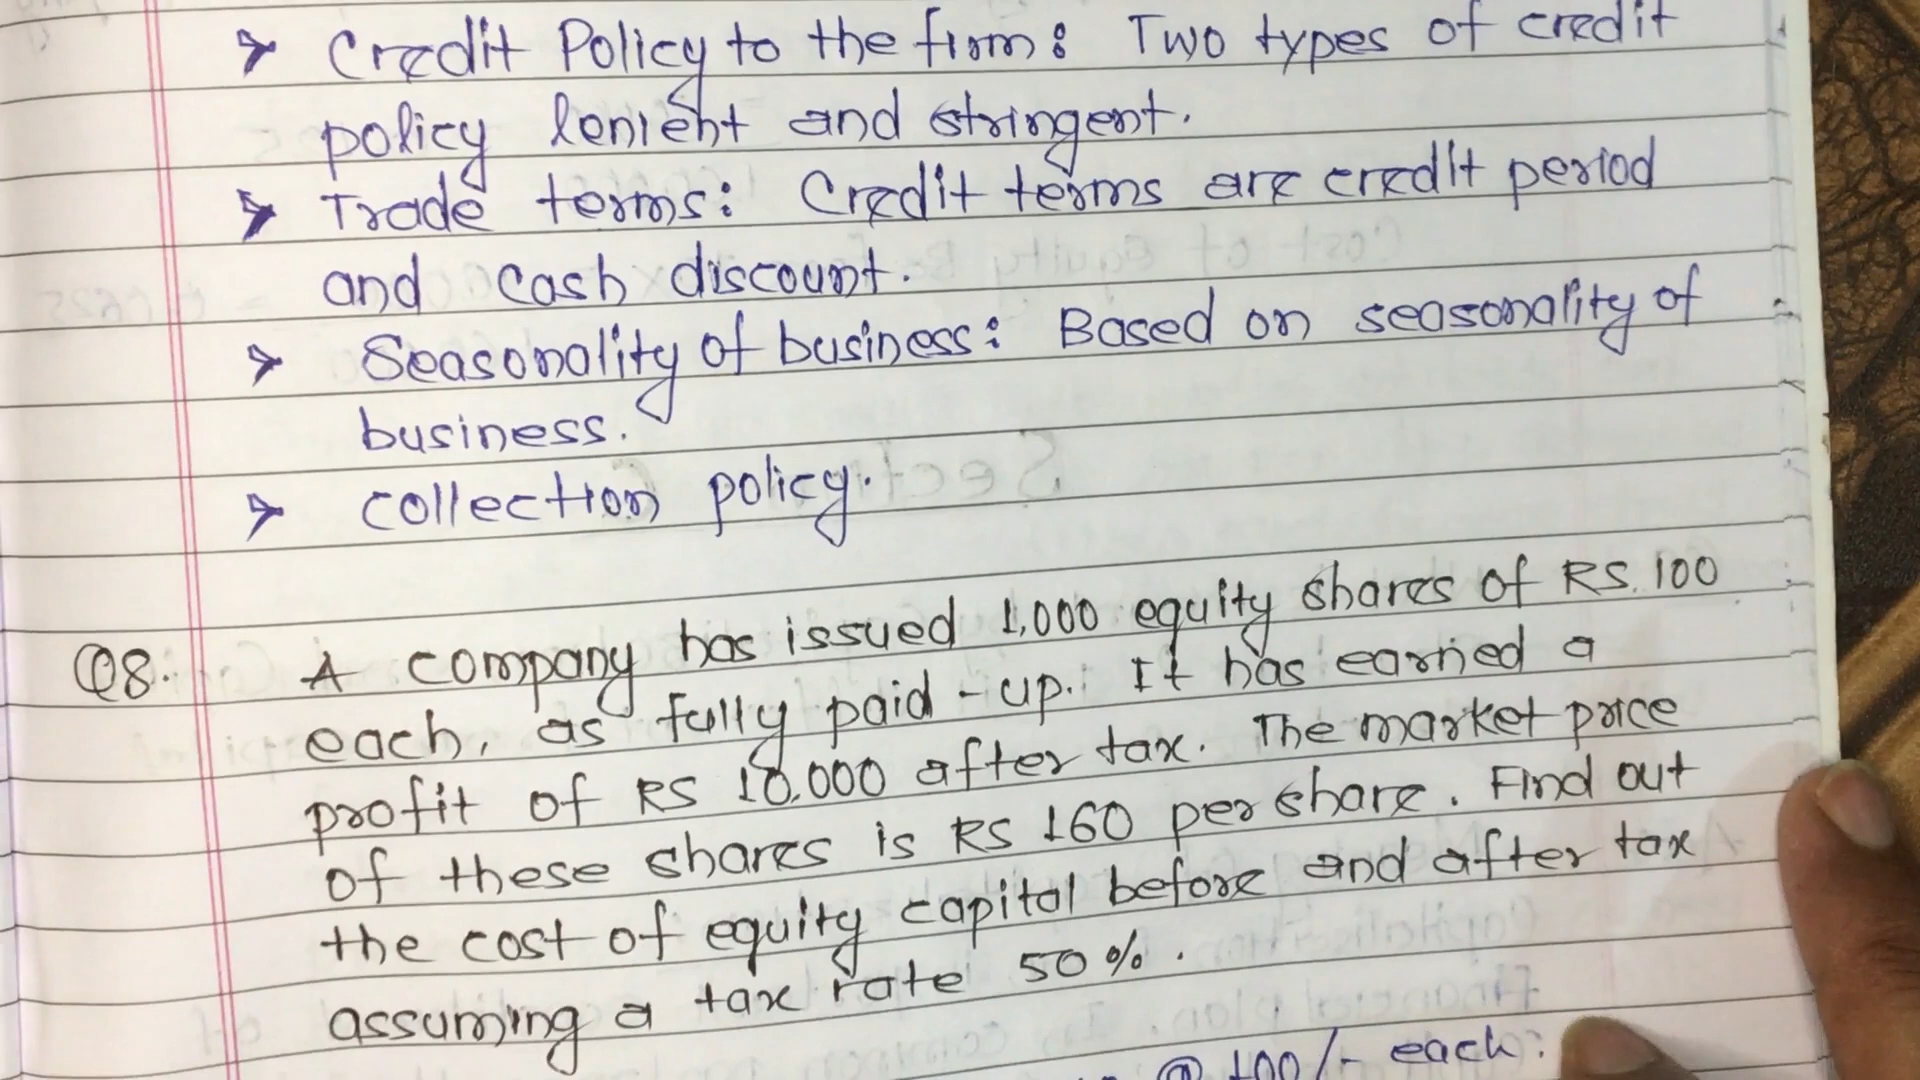 > Credit Policy to the firm: Two types of credit
policy lenient and stringent.
> Trade terms: Credit terms are credit period
and cash discount.
> Seasonality of business: Based on seasonality of
business.
> collection policy.
Q8. A company has issued 1,000 equity shares of RS. 100
each, as fully paid-up. It has earned a
profit of RS 10,000 after tax. The market price
of these shares is RS 160 per share. Find out
the cost of equity capital before and after tax
assuming a tax rate 50%.
@ 100/- each: